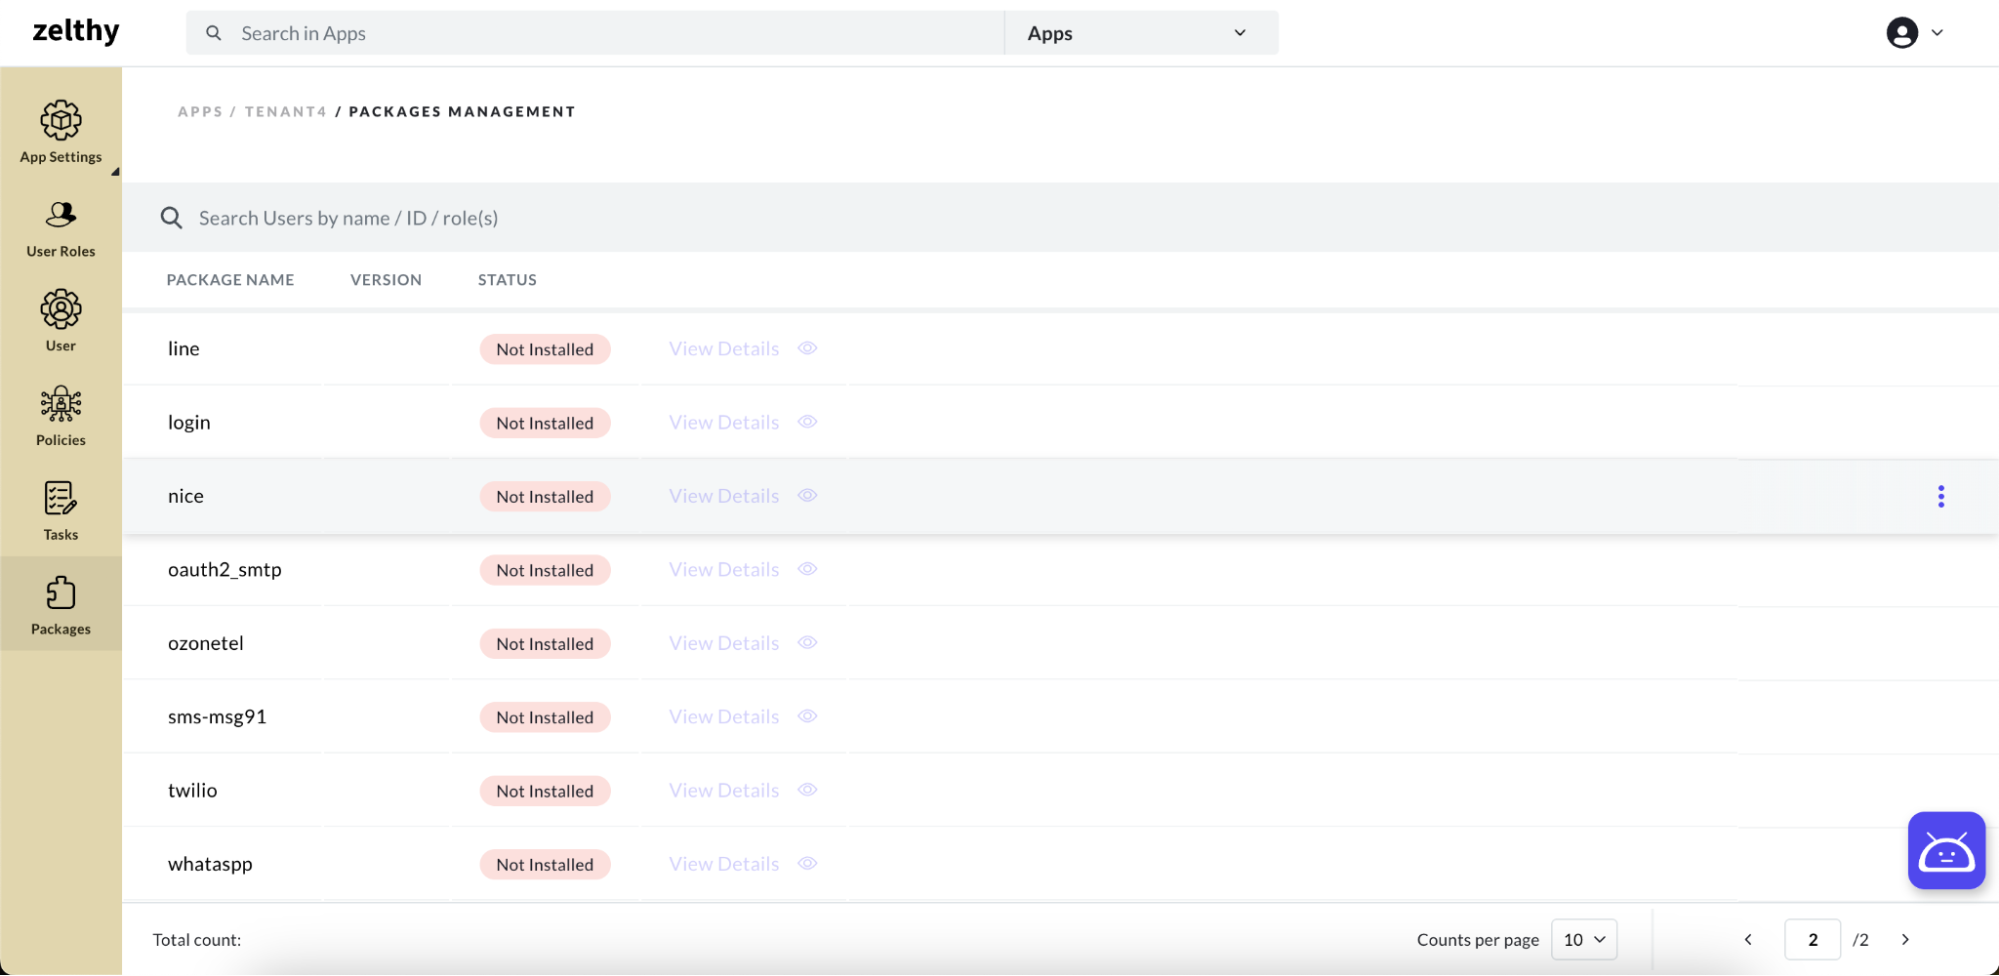 zelthy
Search in Apps
Apps
APPS / TENANT4 / PACKAGES MANAGEMENT
App Settings
User Roles
User
Policies
Tasks
Packages
Search Users by name / ID / role(s)
PACKAGE NAME VERSION STATUS
line Not Installed View Details
login Not Installed View Details
nice Not Installed View Details
oauth2_smtp Not Installed View Details
ozonetel Not Installed View Details
sms-msg91 Not Installed View Details
twilio Not Installed View Details
whataspp Not Installed View Details
Total count: Counts per page 10 2 /2